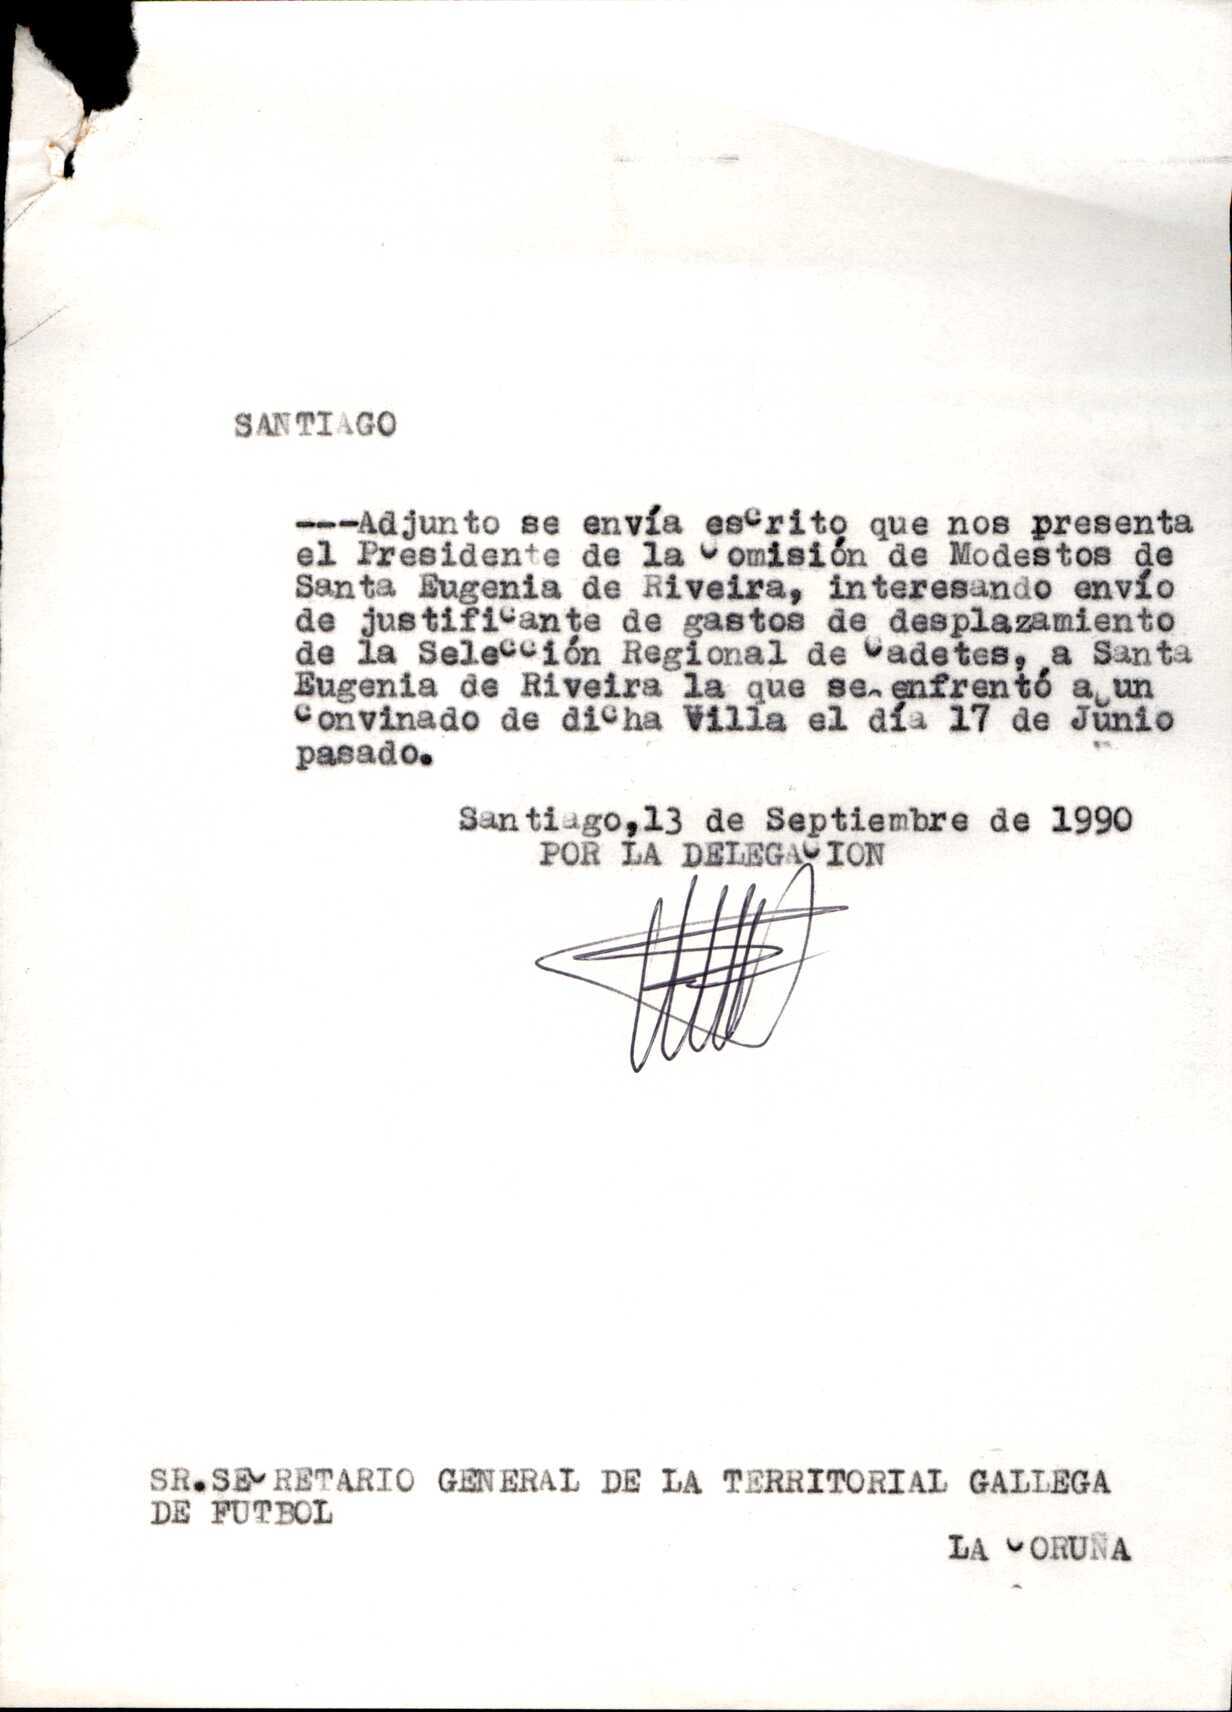 SANTIAGO
---Adjunto se envía escrito que nos presenta
el Presidente de la Comisión de Modestos de
Santa Eugenia de Riveira, interesando envío
de justificante de gastos de desplazamiento
de la Selección Regional de Cadetes, a Santa
Eugenia de Riveira la que se enfrentó a un
convinado de dicha Villa el día 17 de Junio
pasado.
Santiago,13 de Septiembre de 1990
POR LA DELEGACION
SR.SECRETARIO GENERAL DE LA TERRITORIAL GALLEGA
DE FUTBOL
LA CORUÑA